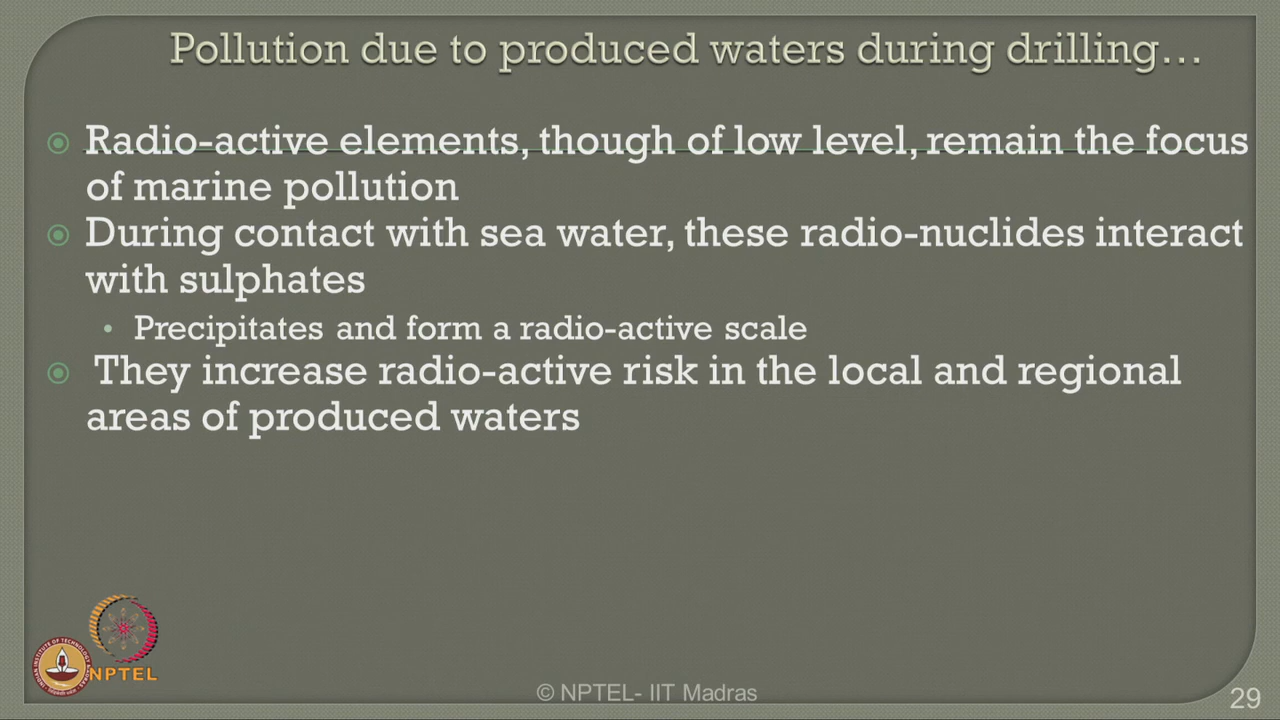 Pollution due to produced waters during drilling...
Radio-active elements, though of low level, remain the focus
of marine pollution
During contact with sea water, these radio-nuclides interact
with sulphates
Precipitates and form a radio-active scale
They increase radio-active risk in the local and regional
areas of produced waters
NPTEL
© NPTEL- IIT Madras
29